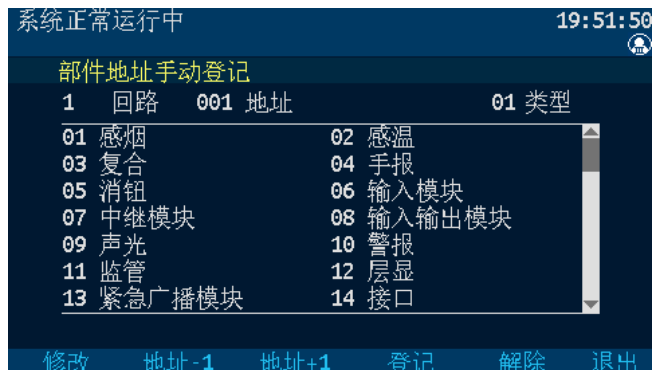 系统正常运行中 19:51:50
部件地址手动登记
1 回路 001 地址 01 类型
01 感烟 02 感温
03 复合 04 手报
05 消钮 06 输入模块
07 中继模块 08 输入输出模块
09 声光 10 警报
11 监管 12 层显
13 紧急广播模块 14 接口
修改 地址-1 地址+1 登记 解除 退出